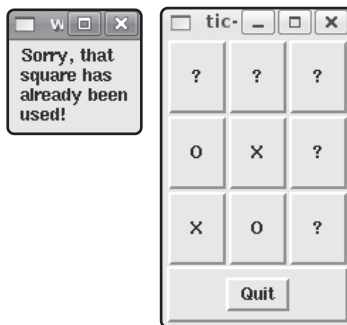 Sorry, that
square has
already been
used!
tic-
? ? ?
O X ?
X O ?
Quit